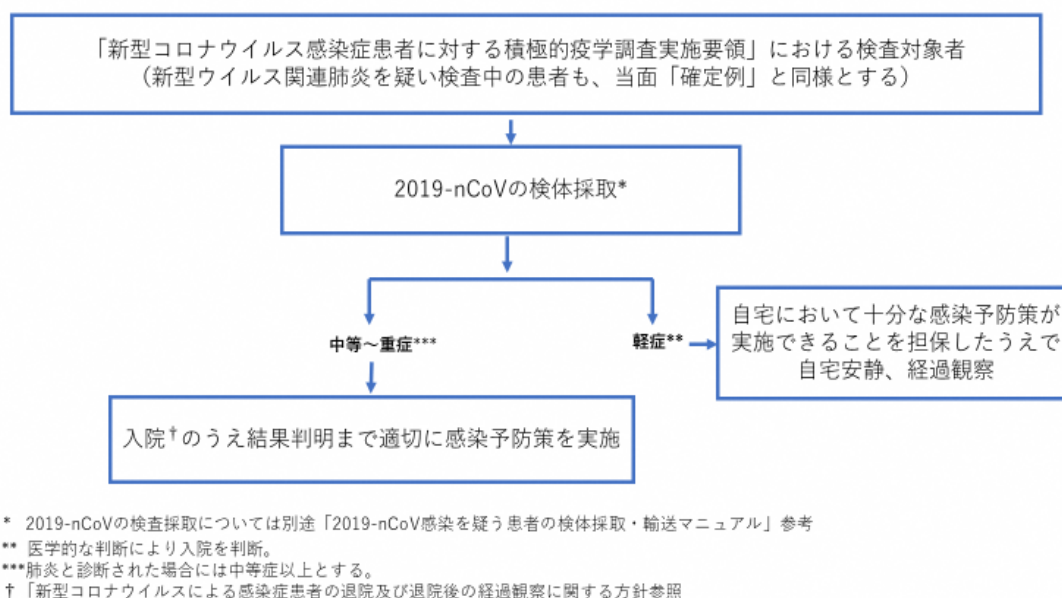 「新型コロナウイルス感染症患者に対する積極的疫学調査実施要領」における検査対象者
（新型ウイルス関連肺炎を疑い検査中の患者も、当面「確定例」と同様とする）
2019-nCoVの検体採取*
中等～重症***
軽症**
自宅において十分な感染予防策が
実施できることを担保したうえで
自宅安静、経過観察
入院†のうえ結果判明まで適切に感染予防策を実施
* 2019-nCoVの検査採取については別途「2019-nCoV感染を疑う患者の検体採取・輸送マニュアル」参考
** 医学的な判断により入院を判断。
***肺炎と診断された場合には中等症以上とする。
†「新型コロナウイルスによる感染症患者の退院及び退院後の経過観察に関する方針参照